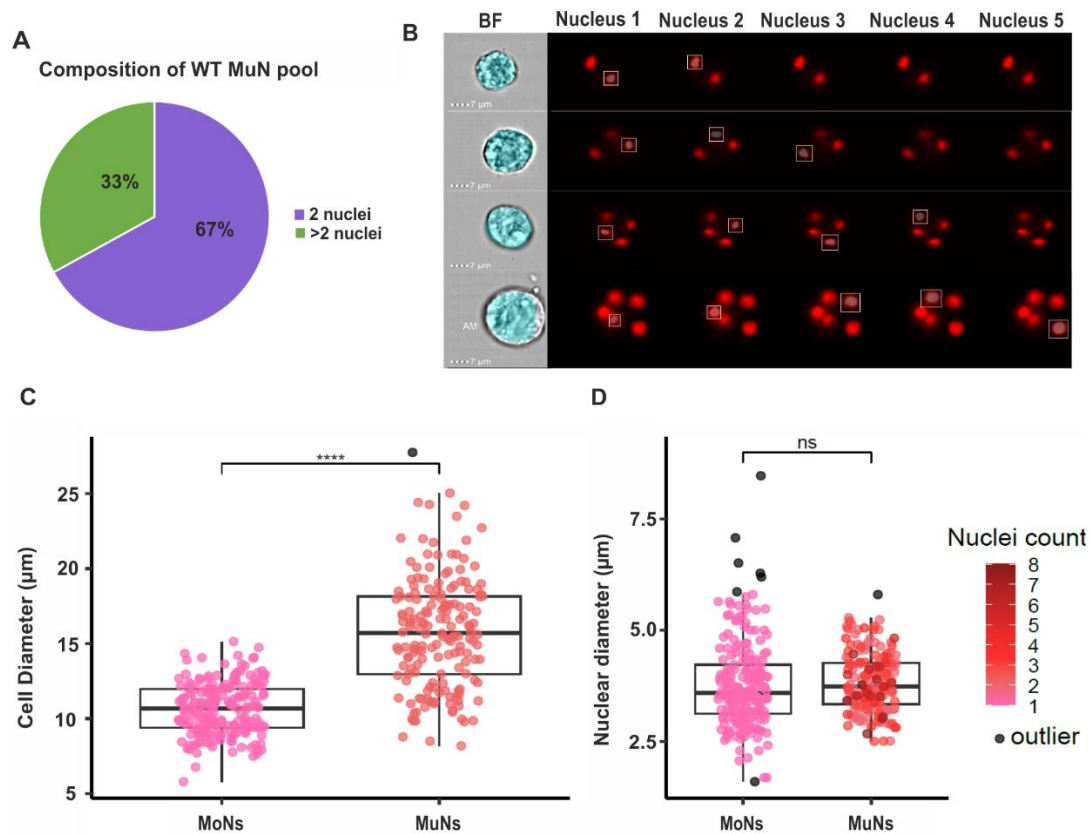 A
Composition of WT MuN pool
33%
67%
2 nuclei
>2 nuclei
B
BF
Nucleus 1
Nucleus 2
Nucleus 3
Nucleus 4
Nucleus 5
7 µm
7 µm
7 µm
AM
7 µm
C
Cell Diameter (µm)
25
20
15
10
5
****
MoNs
MuNs
D
Nuclear diameter (µm)
7.5
5.0
2.5
ns
MoNs
MuNs
Nuclei count
8
7
6
5
4
3
2
1
outlier